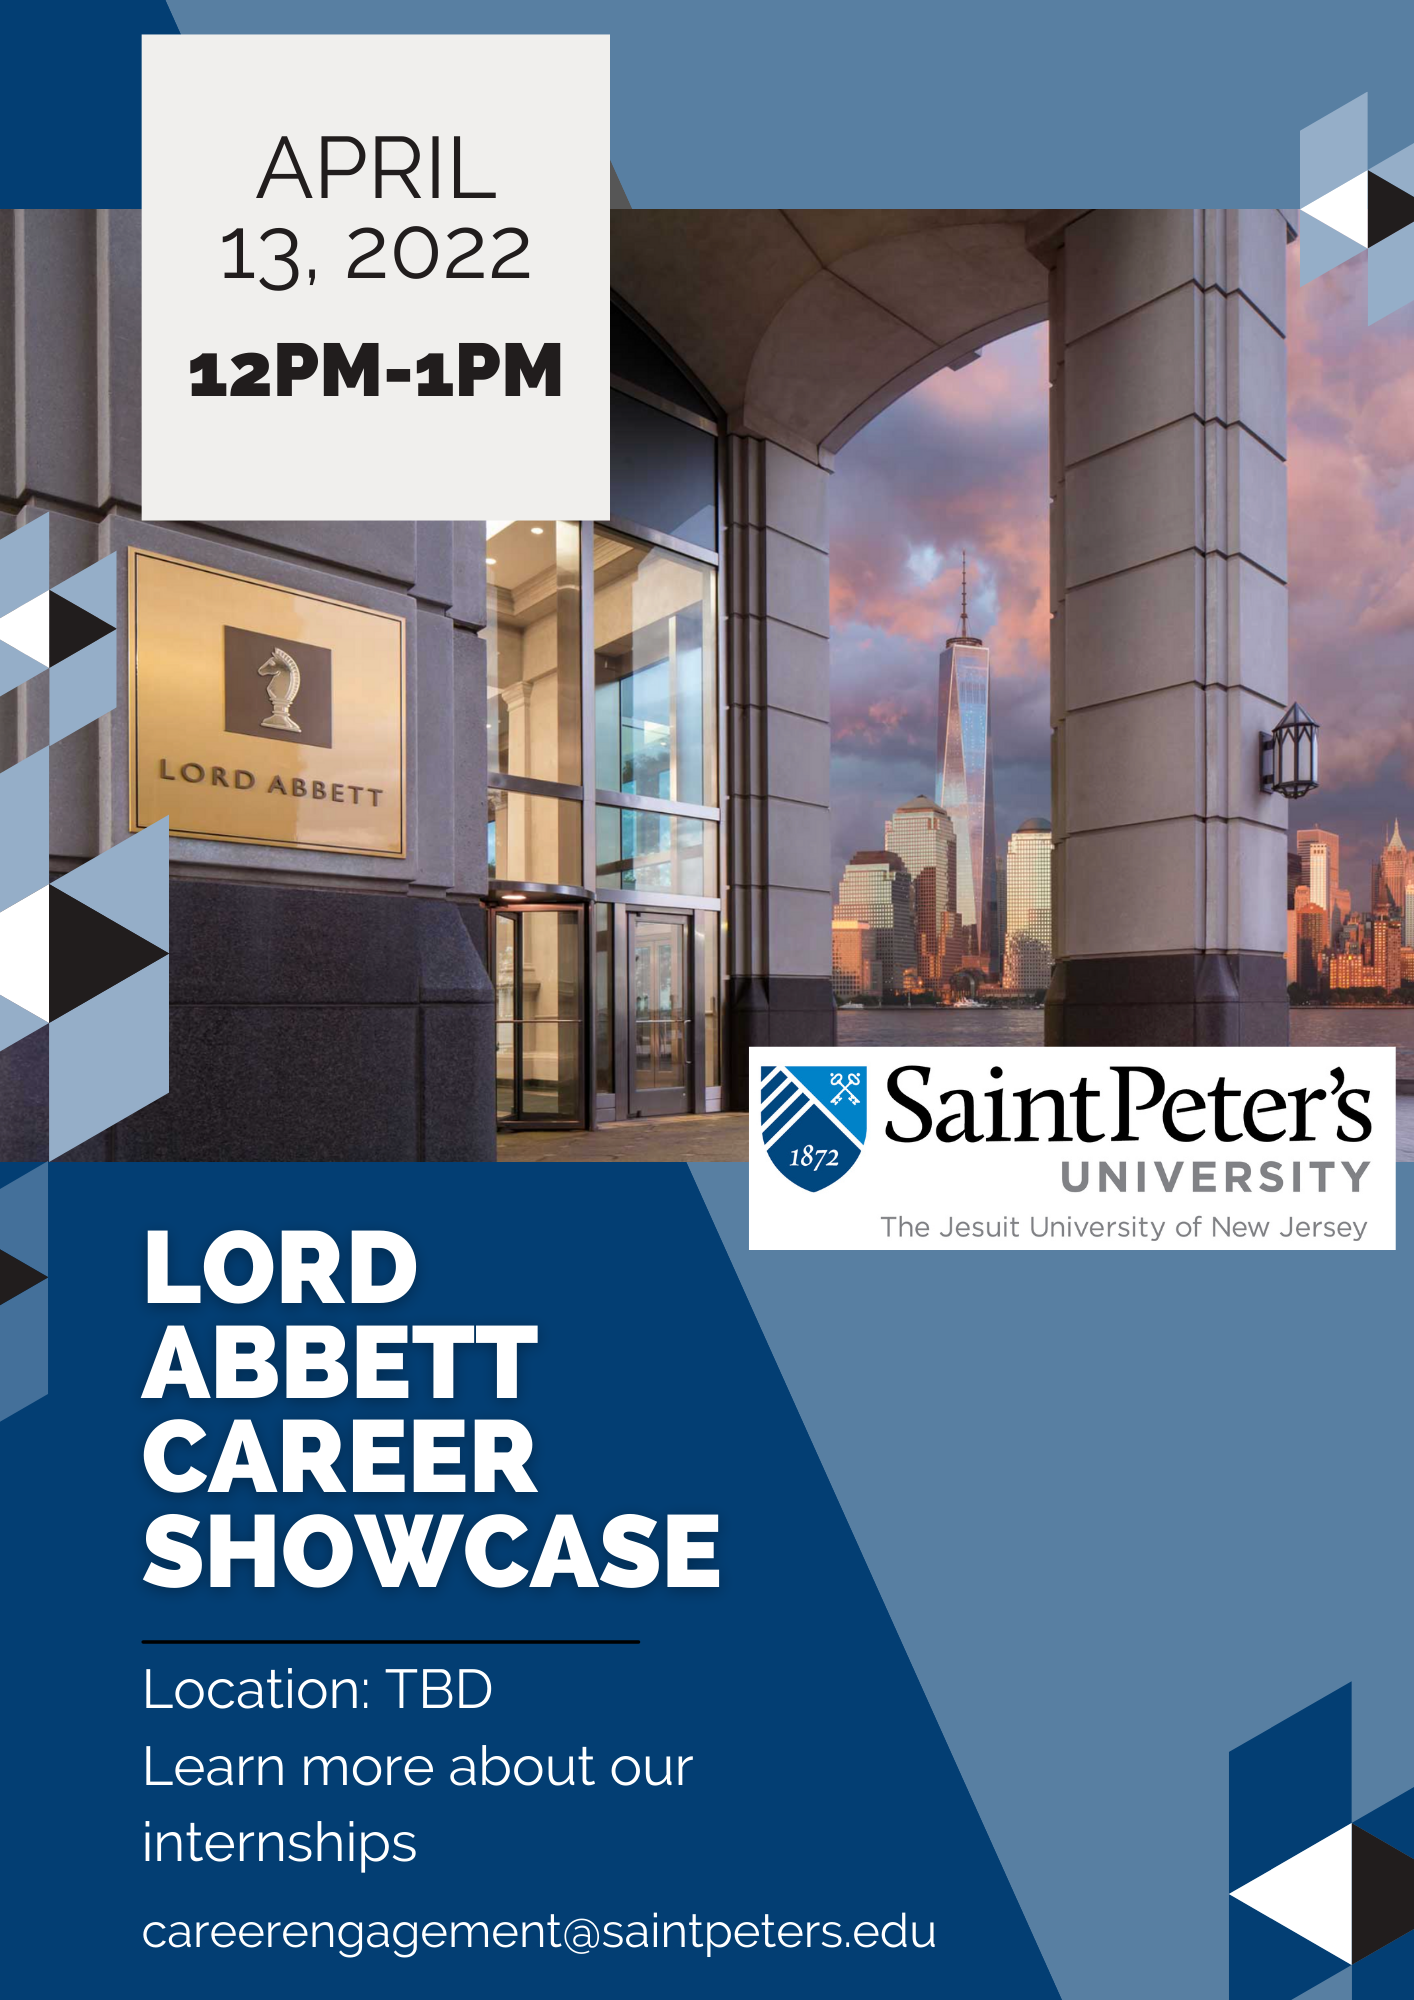 APRIL
13, 2022
12PM-1PM
LORD ABBETT
1872
Saint Peter's
UNIVERSITY
The Jesuit University of New Jersey
LORD
ABBETT
CAREER
SHOWCASE
Location: TBD
Learn more about our
internships
careerengagement@saintpeters.edu